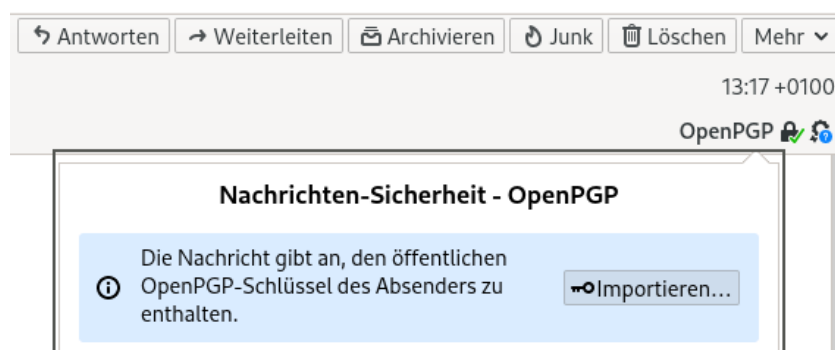 Antworten Weiterleiten Archivieren Junk Löschen Mehr
13:17 +0100
OpenPGP
Nachrichten-Sicherheit - OpenPGP
Die Nachricht gibt an, den öffentlichen
OpenPGP-Schlüssel des Absenders zu
enthalten.
Importieren...